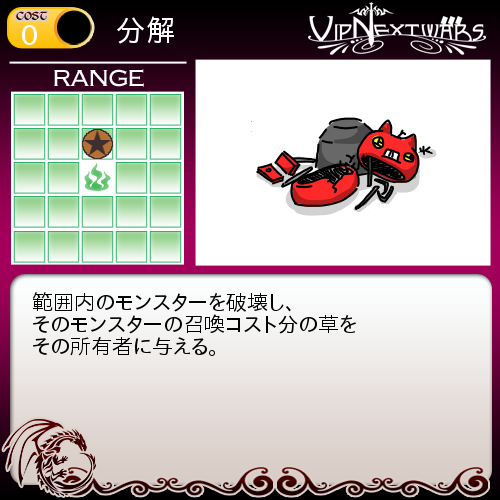 COST
0
分解
VIPNEXTWARS
RANGE
範囲内のモンスターを破壊し、
そのモンスターの召喚コスト分の草を
その所有者に与える。